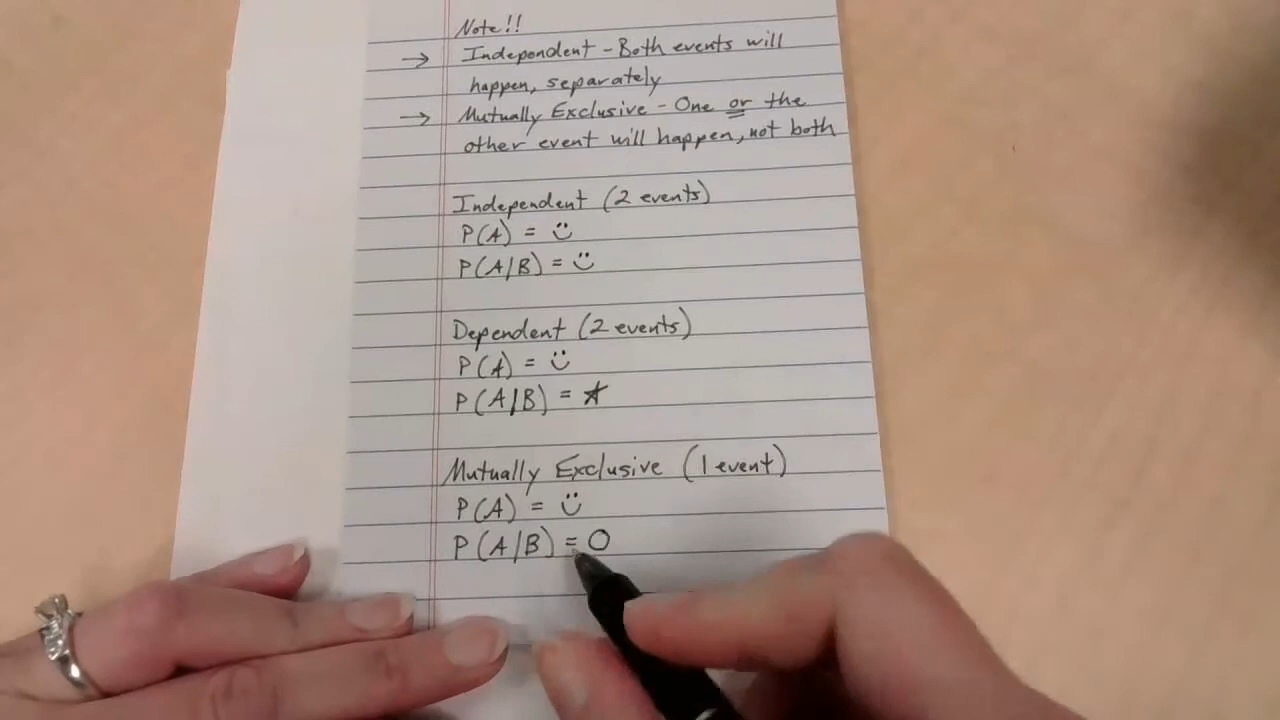 Note!!
→ Independent - Both events will
happen, separately
→ Mutually Exclusive - One or the
other event will happen, not both
Independent (2 events)
P(A) = ☺
P(A/B) = ☺
Dependent (2 events)
P(A) = ☺
P(A/B) = ★
Mutually Exclusive (1 event)
P(A) = ☺
P(A/B) = 0